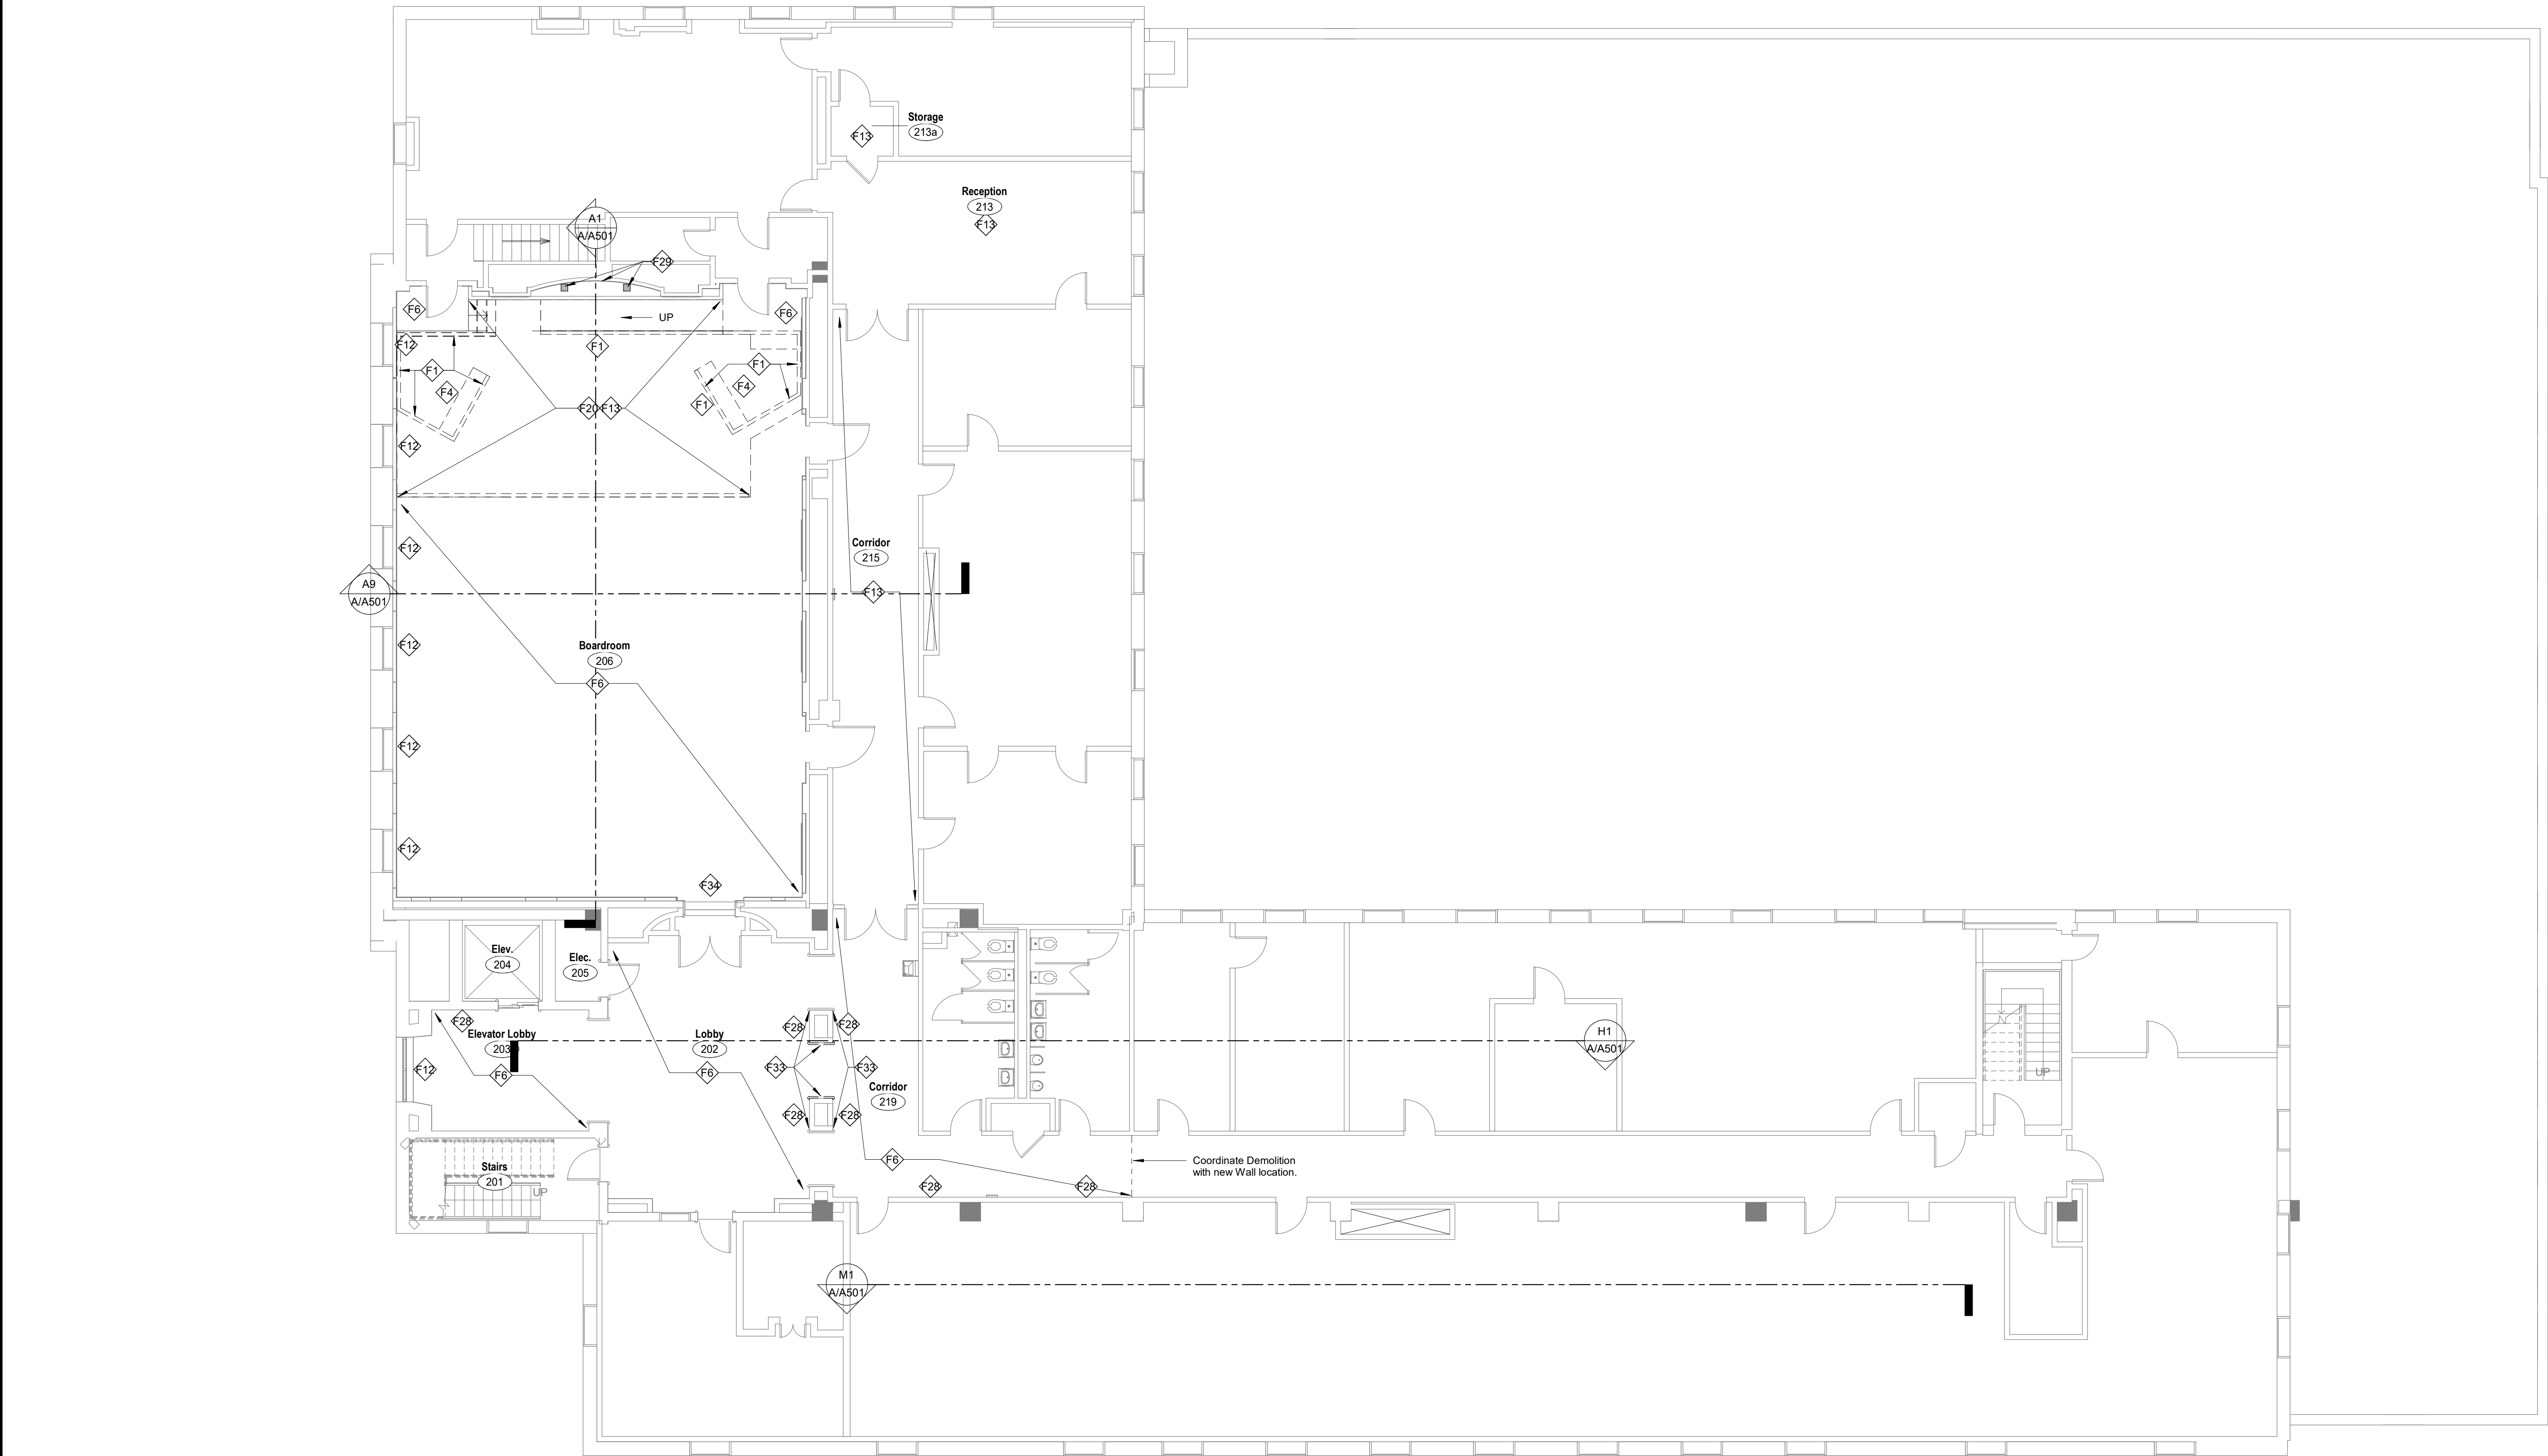 Storage
213a
F13
Reception
213
F13
A1
A/A501
F29
F6
UP
F6
F12
F1
F1
F1
F4
F4
F1
F20
F13
F12
Corridor
215
F12
A9
A/A501
F13
F12
Boardroom
206
F6
F12
F12
F34
Elev.
204
Elec.
205
F28
Elevator Lobby
203
Lobby
202
F28
F28
H1
A/A501
F12
F6
F6
F33
F33
UP
Corridor
219
F28
F28
Stairs
201
UP
F6
Coordinate Demolition
with new Wall location.
F28
F28
M1
A/A501